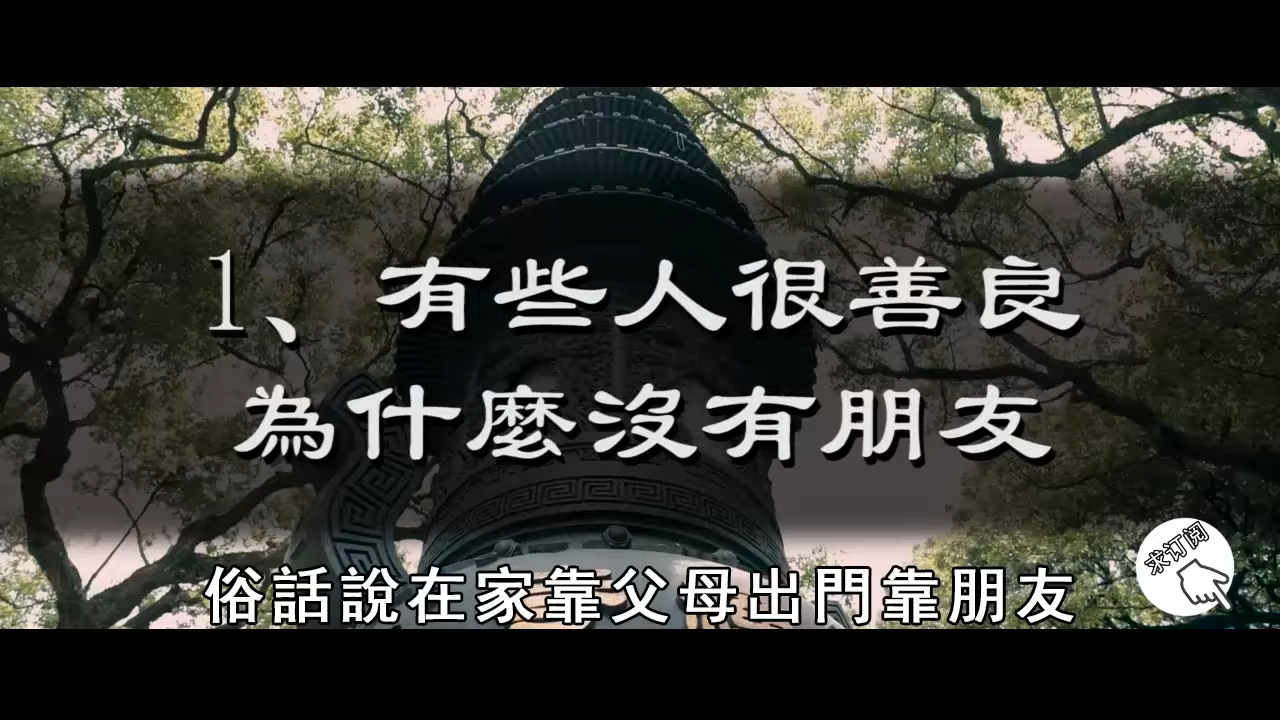 1、有些人很善良
為什麼沒有朋友
俗話說在家靠父母出門靠朋友
求订阅